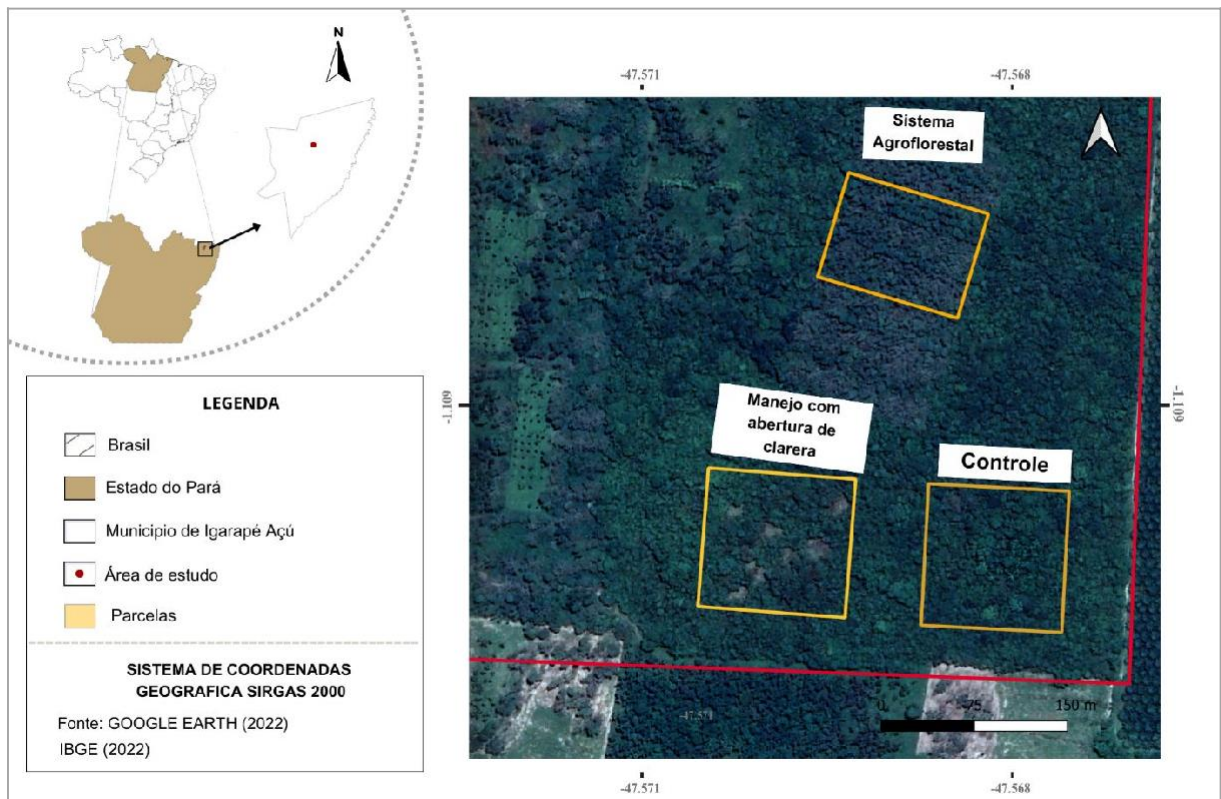 N
LEGENDA
Brasil
Estado do Pará
Município de Igarapé Açú
Área de estudo
Parcelas
SISTEMA DE COORDENADAS
GEOGRAFICA SIRGAS 2000
Fonte: GOOGLE EARTH (2022)
IBGE (2022)
-47.571
-47.568
Sistema
Agroflorestal
-1.109
-1.109
Manejo com
abertura de
clarera
Controle
-47.571
0
75
150 m
-47.571
-47.568